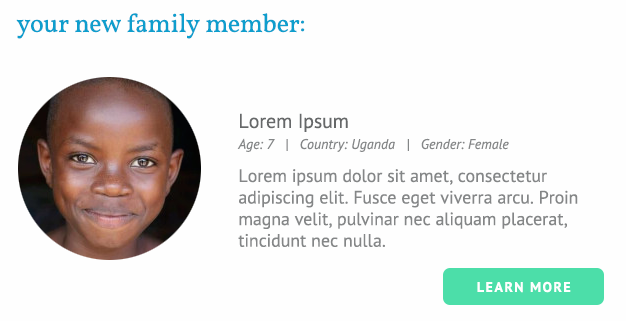 your new family member:
Lorem Ipsum
Age: 7 | Country: Uganda | Gender: Female
Lorem ipsum dolor sit amet, consectetur
adipiscing elit. Fusce eget viverra arcu. Proin
magna velit, pulvinar nec aliquam placerat,
tincidunt nec nulla.
LEARN MORE